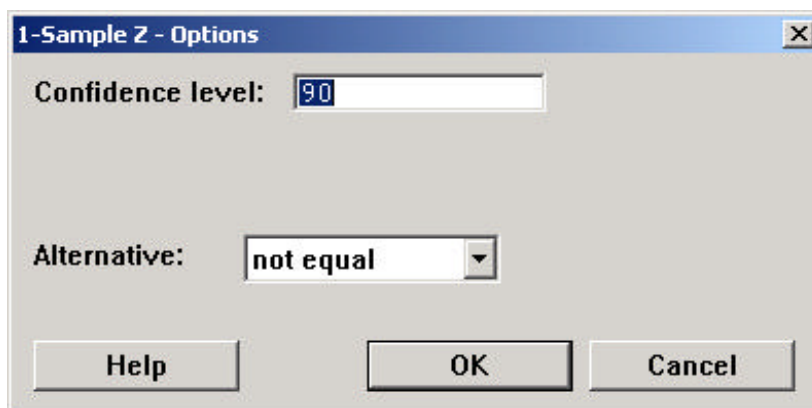 1-Sample Z - Options
Confidence level: 90
Alternative: not equal
Help OK Cancel